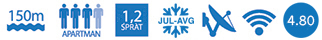 150m
APARTMAN
1,2
SPRAT
JUL-AVG
4.80